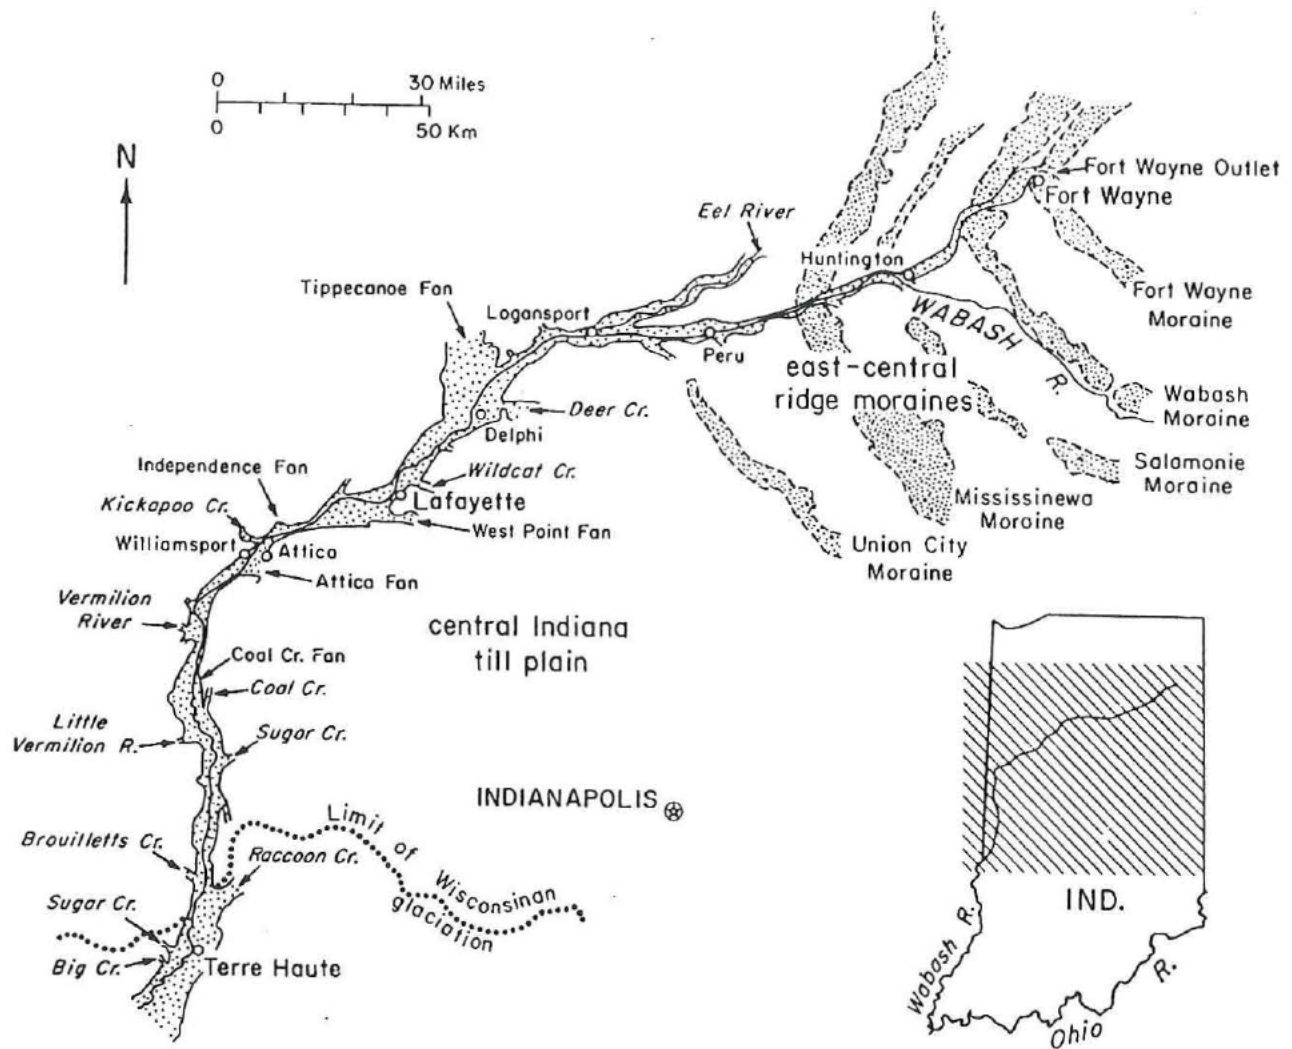 0 30 Miles
0 50 Km
N
Fort Wayne Outlet
Fort Wayne
Eel River
Huntington
Tippecanoe Fan
Fort Wayne
Moraine
Logansport
WABASH
R.
Peru
east-central
ridge moraines
Wabash
Moraine
Deer Cr.
Delphi
Independence Fan
Wildcat Cr.
Salamonie
Moraine
Kickapoo Cr.
Lafayette
Mississinewa
Moraine
West Point Fan
Williamsport
Attica
Union City
Moraine
Attica Fan
Vermilion
River
central Indiana
till plain
Coal Cr. Fan
Coal Cr.
Little
Vermilion R.
Sugar Cr.
INDIANAPOLIS
Limit of Wisconsinan
glaciation
Brouilletts Cr.
Raccoon Cr.
Sugar Cr.
Big Cr.
Terre Haute
IND.
Wabash R.
Ohio R.